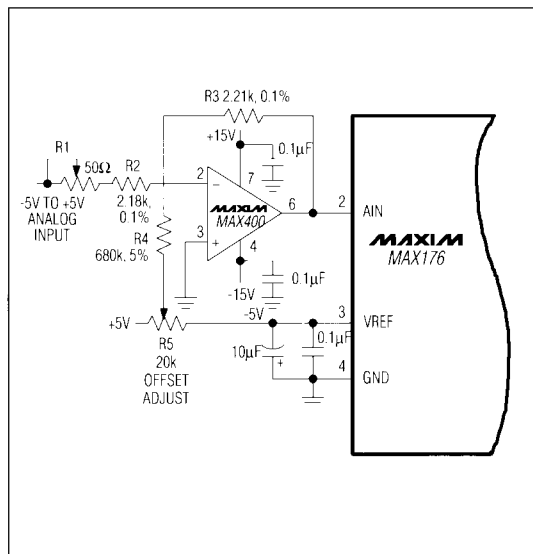 R3 2.21k, 0.1%
+15V
0.1µF
R1
50Ω
R2
2
7
6
2
AIN
-5V TO +5V
ANALOG
INPUT
2.18k,
0.1%
R4
680k, 5%
MAXIM
MAX400
3
4
-15V
0.1µF
MAXIM
MAX176
+5V
-5V
3
VREF
R5
20k
OFFSET
ADJUST
10µF
+
0.1µF
4
GND